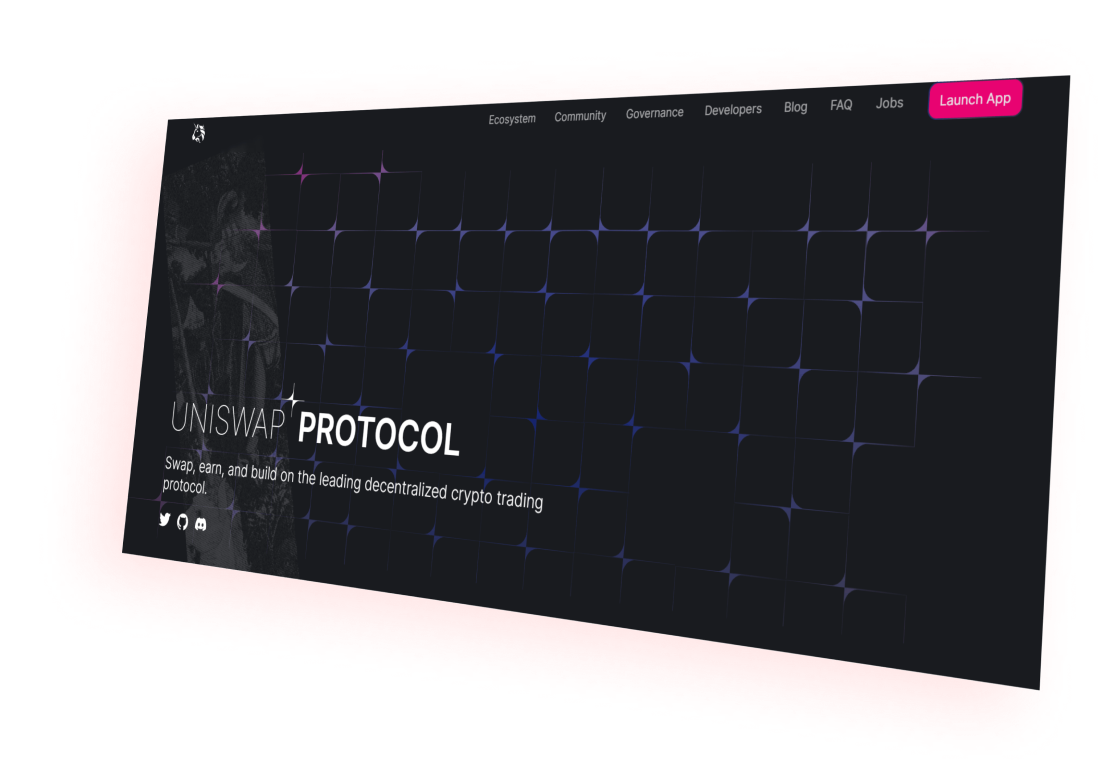 Ecosystem Community Governance Developers Blog FAQ Jobs Launch App
UNISWAP PROTOCOL
Swap, earn, and build on the leading decentralized crypto trading
protocol.